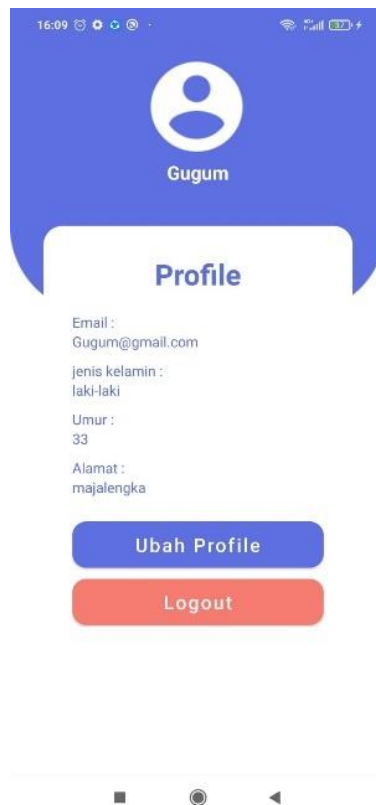 16:09
37
Gugum
Profile
Email :
Gugum@gmail.com
jenis kelamin :
laki-laki
Umur :
33
Alamat :
majalengka
Ubah Profile
Logout